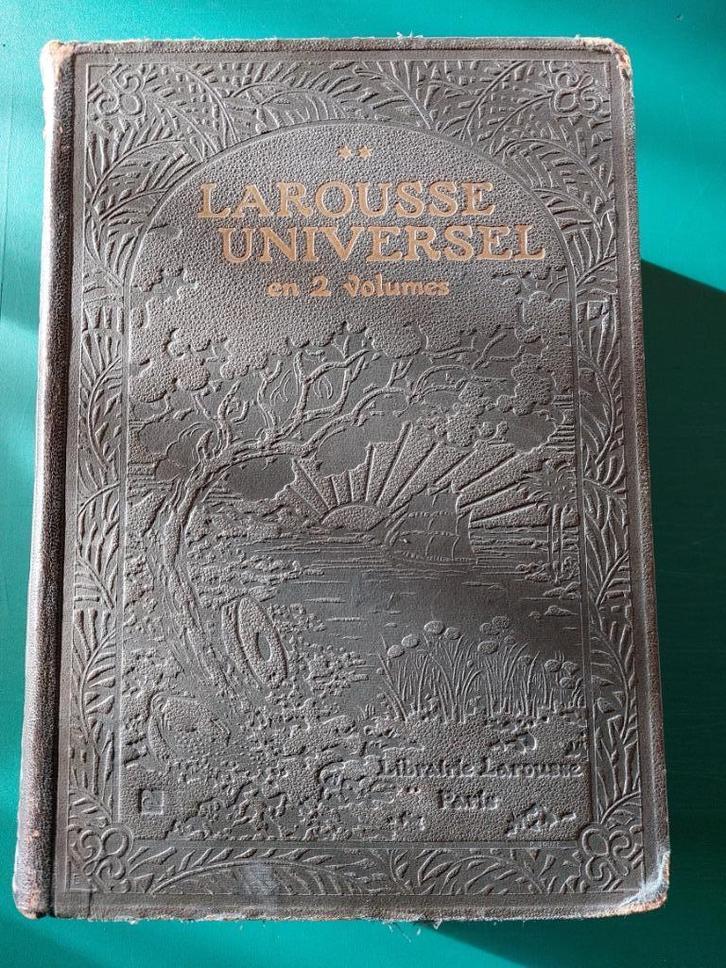 LAROUSSE
UNIVERSEL
en 2 volumes
Librairie Larousse
Paris